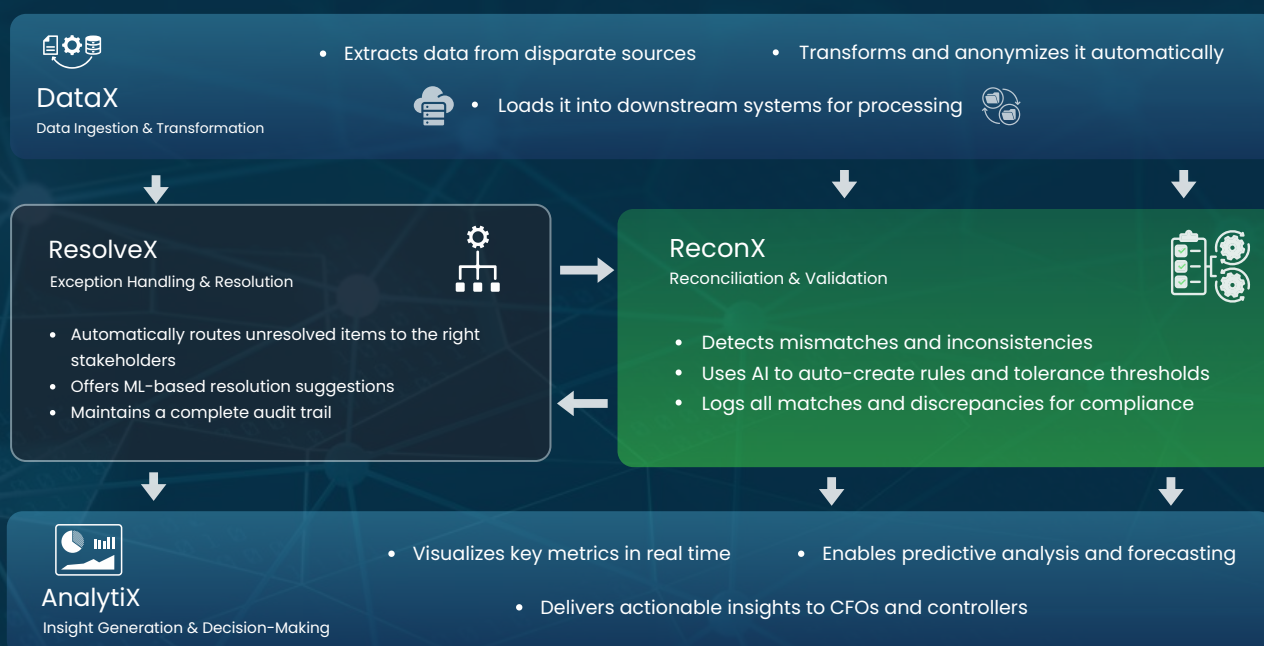 DataX
Data Ingestion & Transformation
• Extracts data from disparate sources
• Transforms and anonymizes it automatically
• Loads it into downstream systems for processing
ResolveX
Exception Handling & Resolution
• Automatically routes unresolved items to the right
stakeholders
• Offers ML-based resolution suggestions
• Maintains a complete audit trail
ReconX
Reconciliation & Validation
• Detects mismatches and inconsistencies
• Uses AI to auto-create rules and tolerance thresholds
• Logs all matches and discrepancies for compliance
AnalytiX
Insight Generation & Decision-Making
• Visualizes key metrics in real time
• Enables predictive analysis and forecasting
• Delivers actionable insights to CFOs and controllers